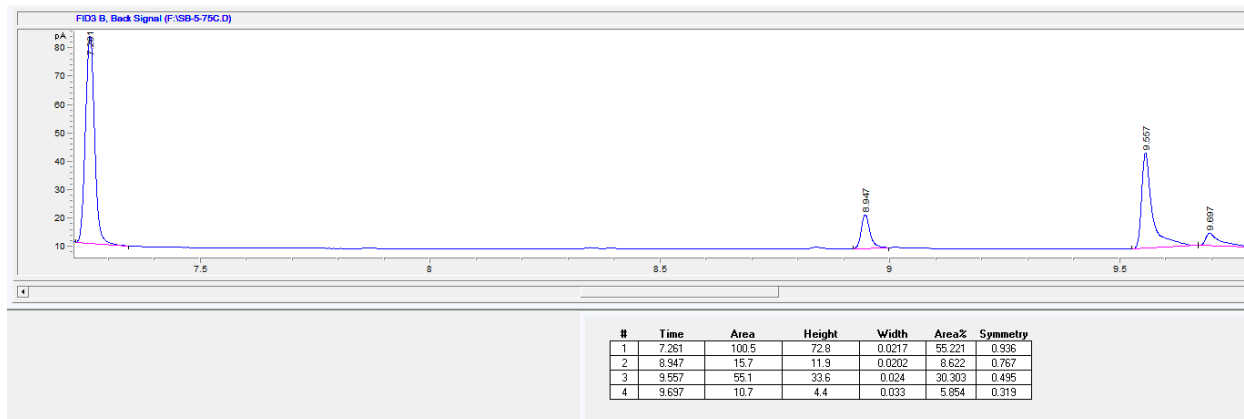 FID3 B, Back Signal (F:\SB-5-75C.D)
pA
80
70
60
50
40
30
20
10
7.261
8.947
9.557
9.697
7.5 8 8.5 9 9.5
# Time Area Height Width Area% Symmetry
1 7.261 100.5 72.8 0.0217 55.221 0.936
2 8.947 15.7 11.9 0.0202 8.622 0.767
3 9.557 55.1 33.6 0.024 30.303 0.495
4 9.697 10.7 4.4 0.033 5.854 0.319